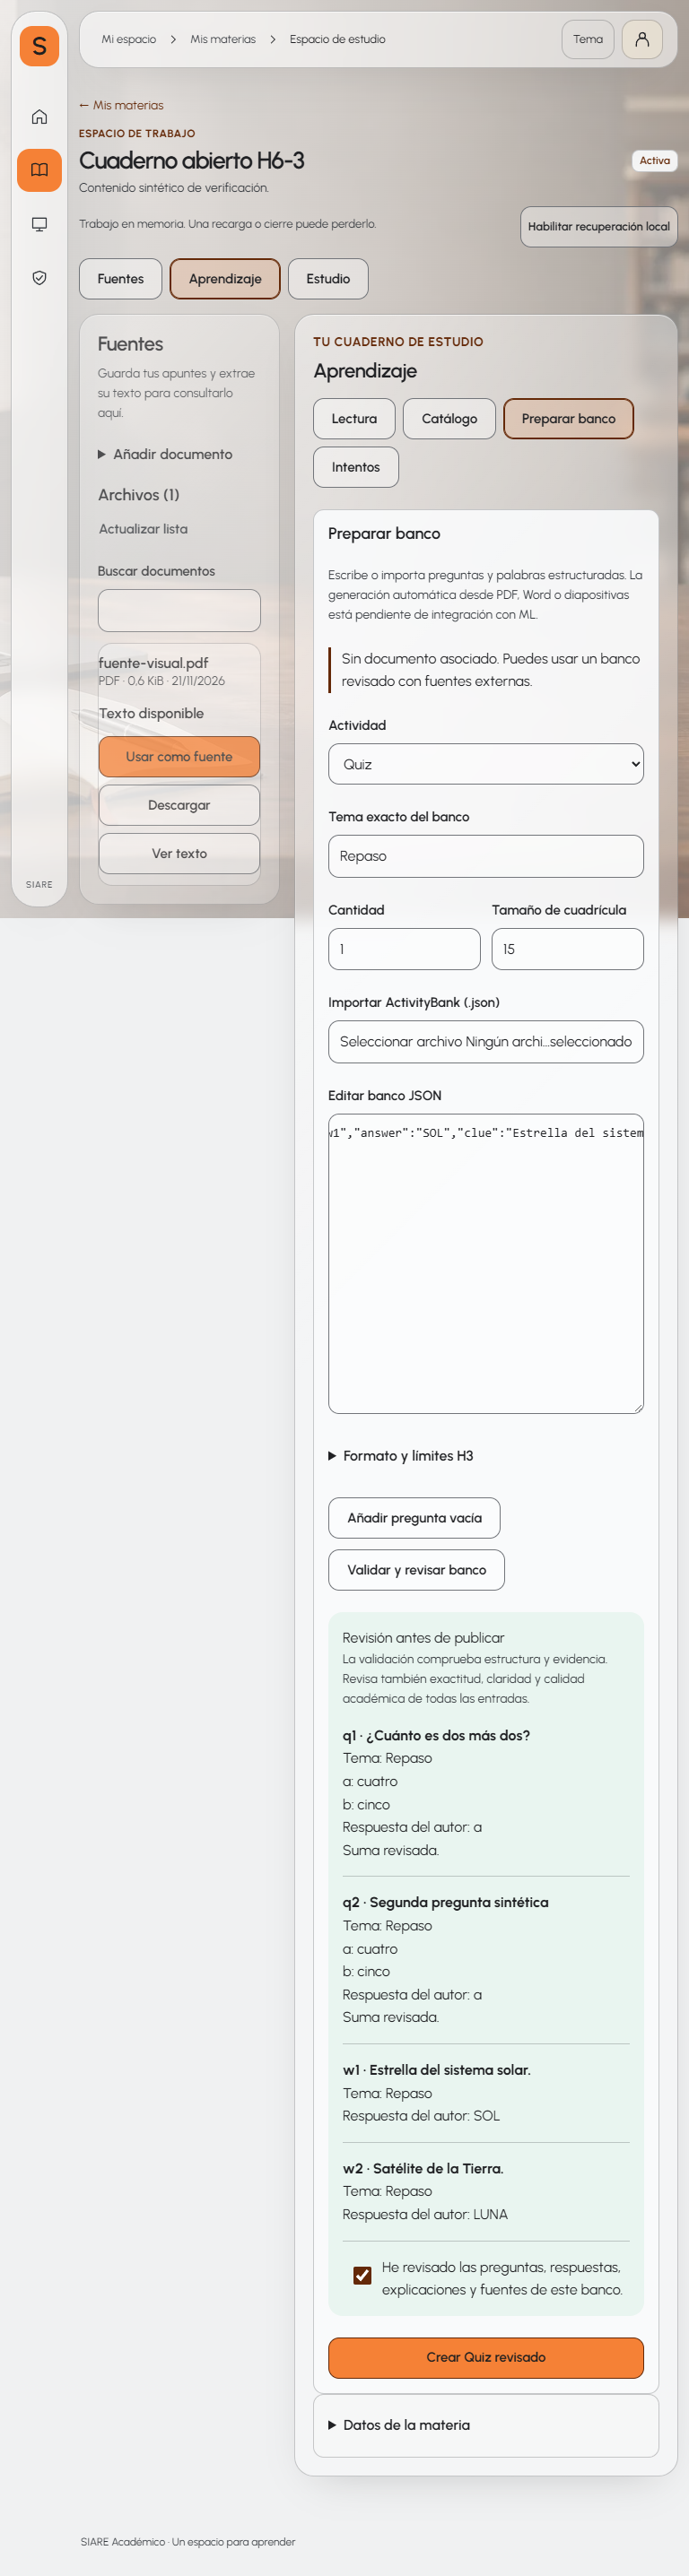 S
Mi espacio > Mis materias > Espacio de estudio
Tema
← Mis materias
ESPACIO DE TRABAJO
Cuaderno abierto H6-3
Activa
Contenido sintético de verificación.
Trabajo en memoria. Una recarga o cierre puede perderlo.
Habilitar recuperación local
Fuentes
Aprendizaje
Estudio
Fuentes
Guarda tus apuntes y extrae
su texto para consultarlo
aquí.
Añadir documento
Archivos (1)
Actualizar lista
Buscar documentos
fuente-visual.pdf
PDF · 0,6 KiB · 21/11/2026
Texto disponible
Usar como fuente
Descargar
Ver texto
SIARE
TU CUADERNO DE ESTUDIO
Aprendizaje
Lectura
Catálogo
Preparar banco
Intentos
Preparar banco
Escribe o importa preguntas y palabras estructuradas. La
generación automática desde PDF, Word o diapositivas
está pendiente de integración con ML.
Sin documento asociado. Puedes usar un banco
revisado con fuentes externas.
Actividad
Quiz
Tema exacto del banco
Repaso
Cantidad
Tamaño de cuadrícula
1
15
Importar ActivityBank (.json)
Seleccionar archivo Ningún archi...seleccionado
Editar banco JSON
w1","answer":"SOL","clue":"Estrella del sistem
Formato y límites H3
Añadir pregunta vacía
Validar y revisar banco
Revisión antes de publicar
La validación comprueba estructura y evidencia.
Revisa también exactitud, claridad y calidad
académica de todas las entradas.
q1 · ¿Cuánto es dos más dos?
Tema: Repaso
a: cuatro
b: cinco
Respuesta del autor: a
Suma revisada.
q2 · Segunda pregunta sintética
Tema: Repaso
a: cuatro
b: cinco
Respuesta del autor: a
Suma revisada.
w1 · Estrella del sistema solar.
Tema: Repaso
Respuesta del autor: SOL
w2 · Satélite de la Tierra.
Tema: Repaso
Respuesta del autor: LUNA
He revisado las preguntas, respuestas,
explicaciones y fuentes de este banco.
Crear Quiz revisado
Datos de la materia
SIARE Académico · Un espacio para aprender